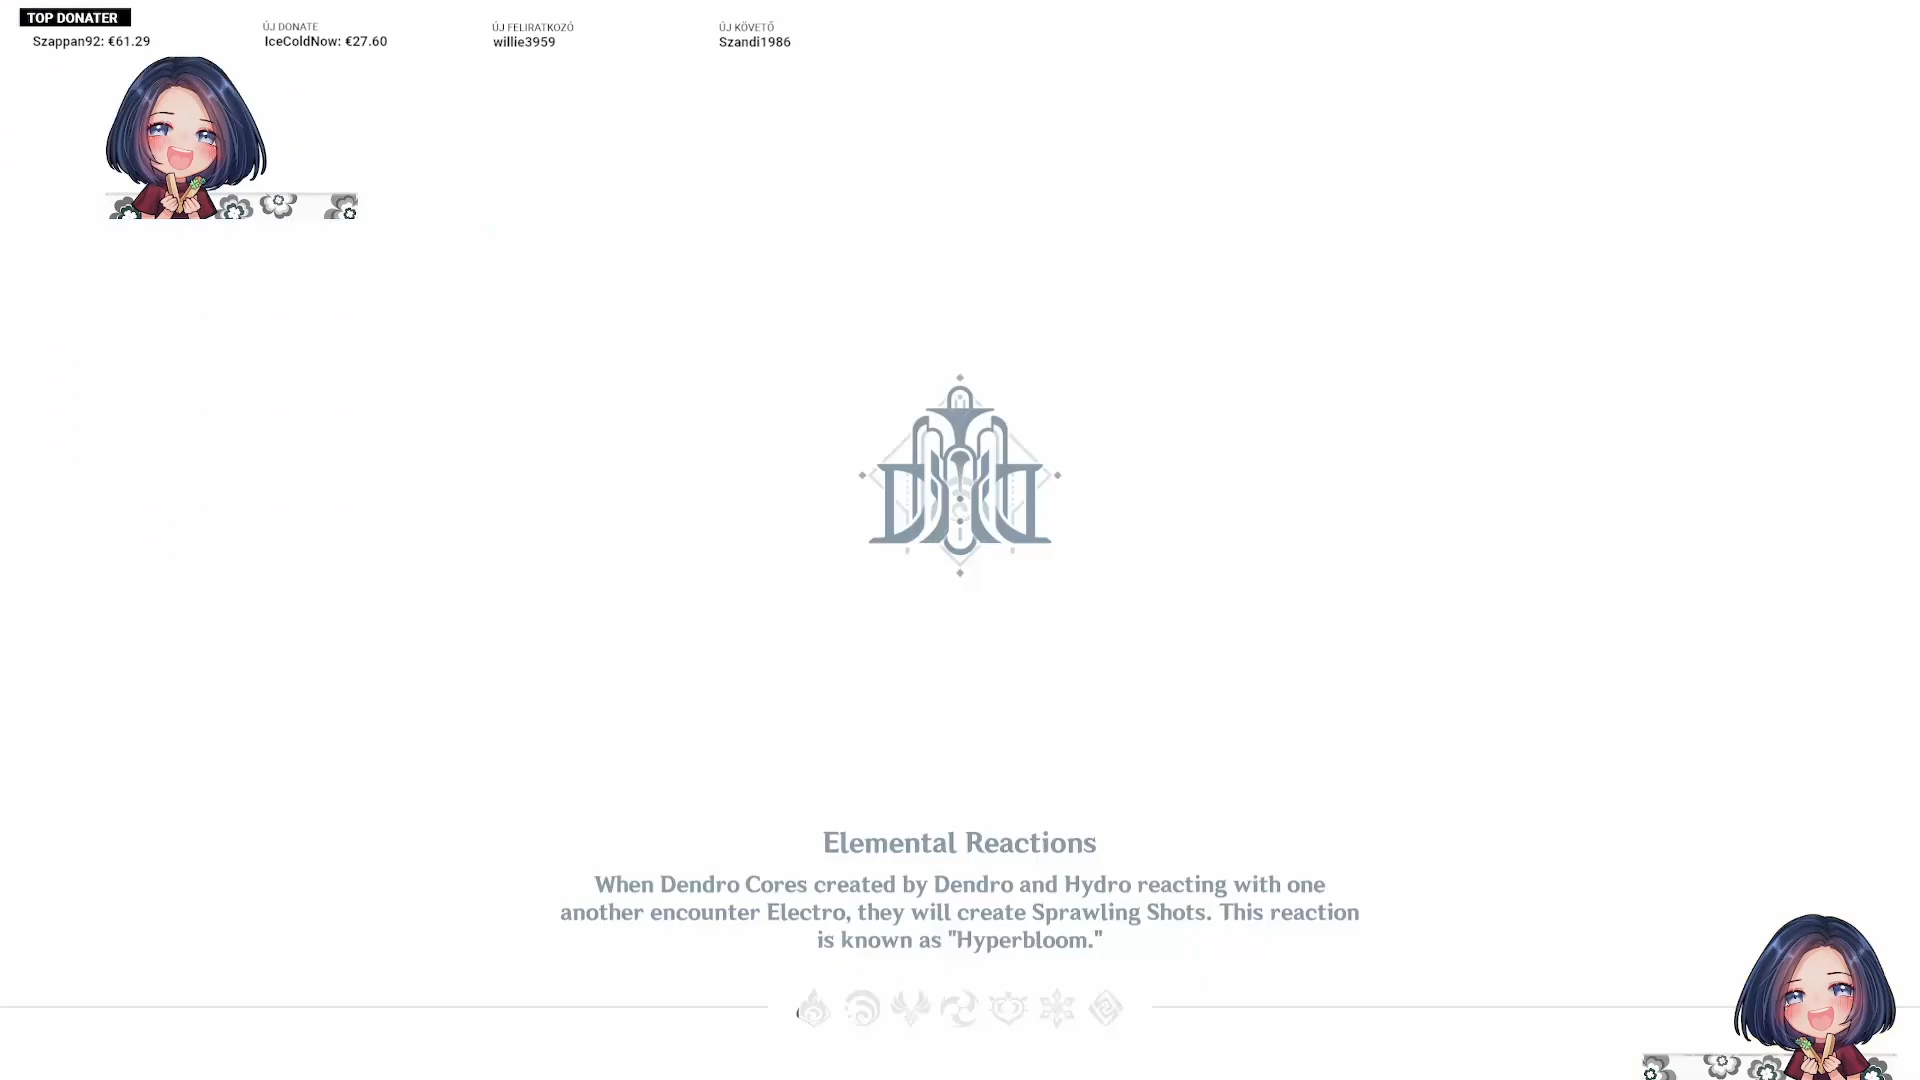 TOP DONATER
Szappan92: €61.29
ÚJ DONATE
IceColdNow: €27.60
ÚJ FELIRATKOZÓ
willie3959
ÚJ KÖVETŐ
Szandi1986
Elemental Reactions
When Dendro Cores created by Dendro and Hydro reacting with one
another encounter Electro, they will create Sprawling Shots. This reaction
is known as "Hyperbloom."